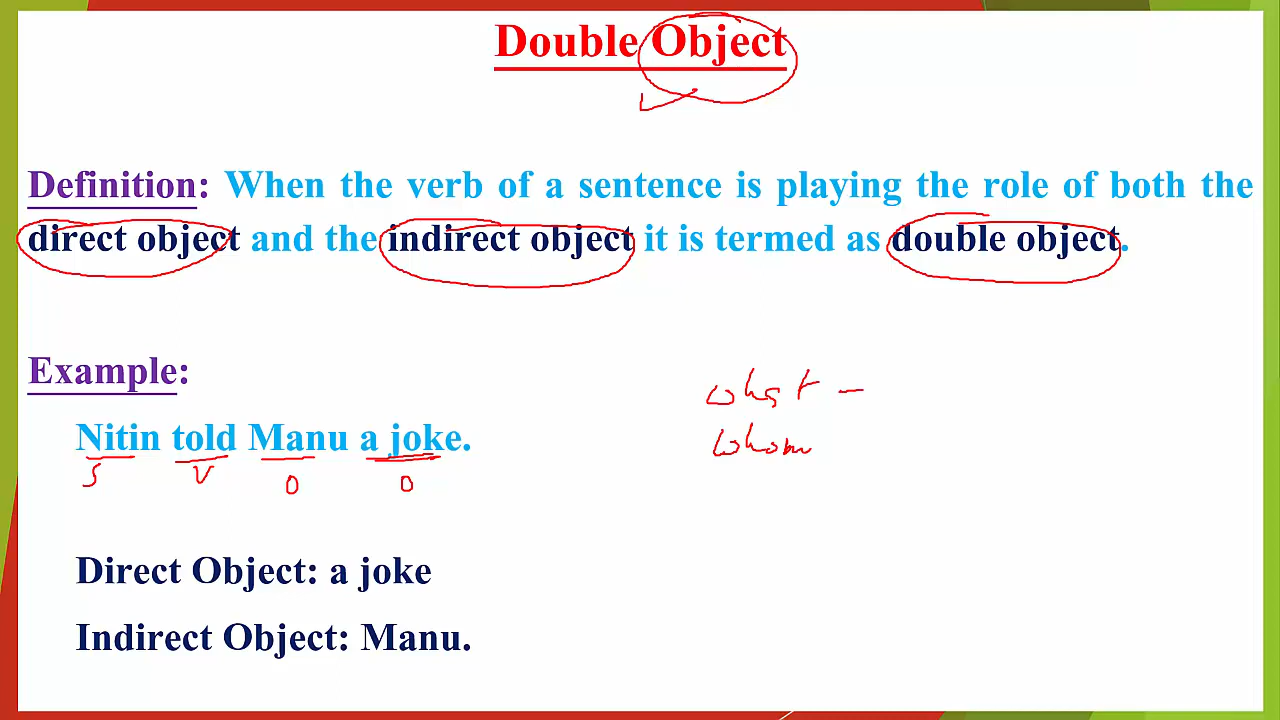 Double Object
Definition: When the verb of a sentence is playing the role of both the
direct object and the indirect object it is termed as double object.
Example:
what -
Nitin told Manu a joke.
whom
S V O O
Direct Object: a joke
Indirect Object: Manu.